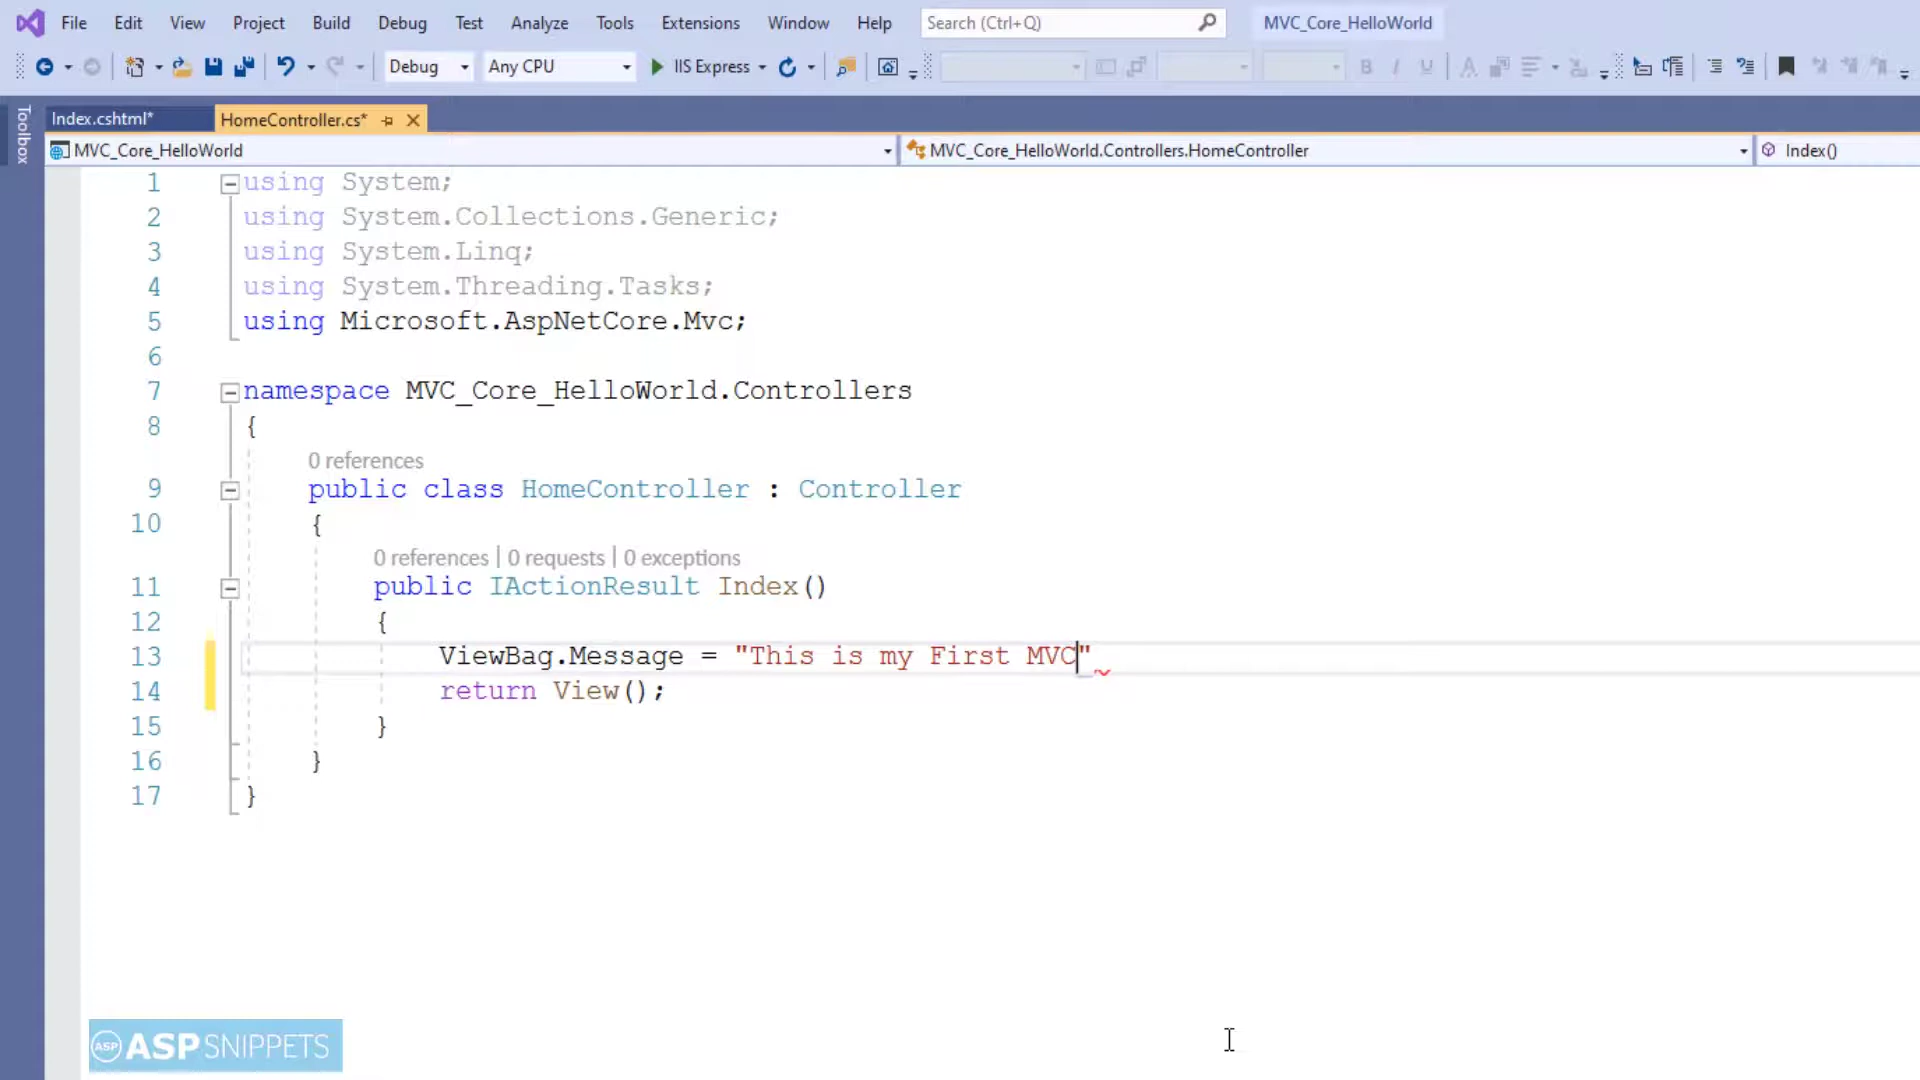 File Edit View Project Build Debug Test Analyze Tools Extensions Window Help Search (Ctrl+Q) MVC_Core_HelloWorld
Debug Any CPU IIS Express B I U A
Toolbox
Index.cshtml* HomeController.cs*
MVC_Core_HelloWorld MVC_Core_HelloWorld.Controllers.HomeController Index()
1 using System;
2 using System.Collections.Generic;
3 using System.Linq;
4 using System.Threading.Tasks;
5 using Microsoft.AspNetCore.Mvc;
6
7 namespace MVC_Core_HelloWorld.Controllers
8 {
0 references
9 public class HomeController : Controller
10 {
0 references | 0 requests | 0 exceptions
11 public IActionResult Index()
12 {
13 ViewBag.Message = "This is my First MVC"
14 return View();
15 }
16 }
17 }
ASP ASPSNIPPETS